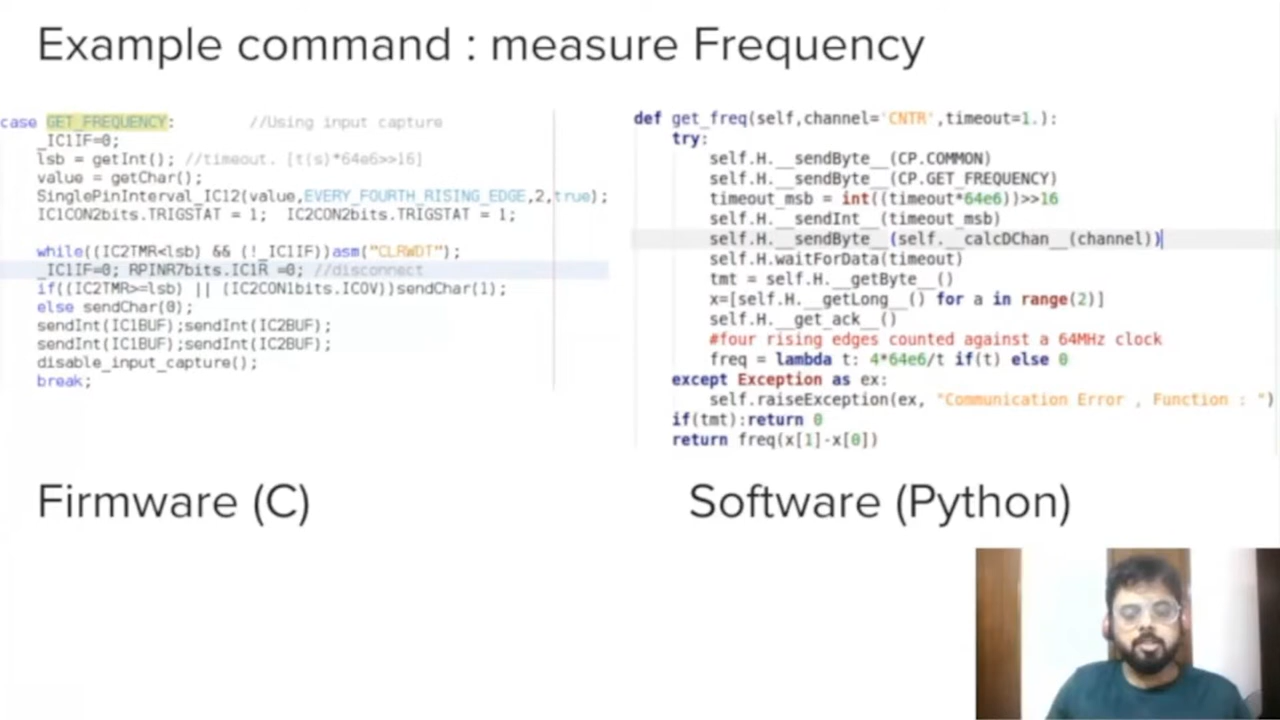 Example command : measure Frequency
case GET_FREQUENCY:        //Using input capture
_IC1IF=0;
lsb = getInt(); //timeout. [t(s)*64e6>>16]
value = getChar();
SinglePinInterval_IC12(value,EVERY_FOURTH_RISING_EDGE,2,true);
IC1CON2bits.TRIGSTAT = 1;  IC2CON2bits.TRIGSTAT = 1;
while((IC2TMR<lsb) && (!_IC1IF))asm("CLRWDT");
_IC1IF=0; RPINR7bits.IC1R =0; //disconnect
if((IC2TMR>=lsb) || (IC2CON1bits.ICOV))sendChar(1);
else sendChar(0);
sendInt(IC1BUF);sendInt(IC2BUF);
sendInt(IC1BUF);sendInt(IC2BUF);
disable_input_capture();
break;
Firmware (C)
def get_freq(self,channel='CNTR',timeout=1.):
try:
self.H.__sendByte__(CP.COMMON)
self.H.__sendByte__(CP.GET_FREQUENCY)
timeout_msb = int((timeout*64e6))>>16
self.H.__sendInt__(timeout_msb)
self.H.__sendByte__(self.__calcDChan__(channel))
self.H.waitForData(timeout)
tmt = self.H.__getByte__()
x=[self.H.__getLong__() for a in range(2)]
self.H.__get_ack__()
#four rising edges counted against a 64MHz clock
freq = lambda t: 4*64e6/t if(t) else 0
except Exception as ex:
self.raiseException(ex, "Communication Error , Function : ")
if(tmt):return 0
return freq(x[1]-x[0])
Software (Python)